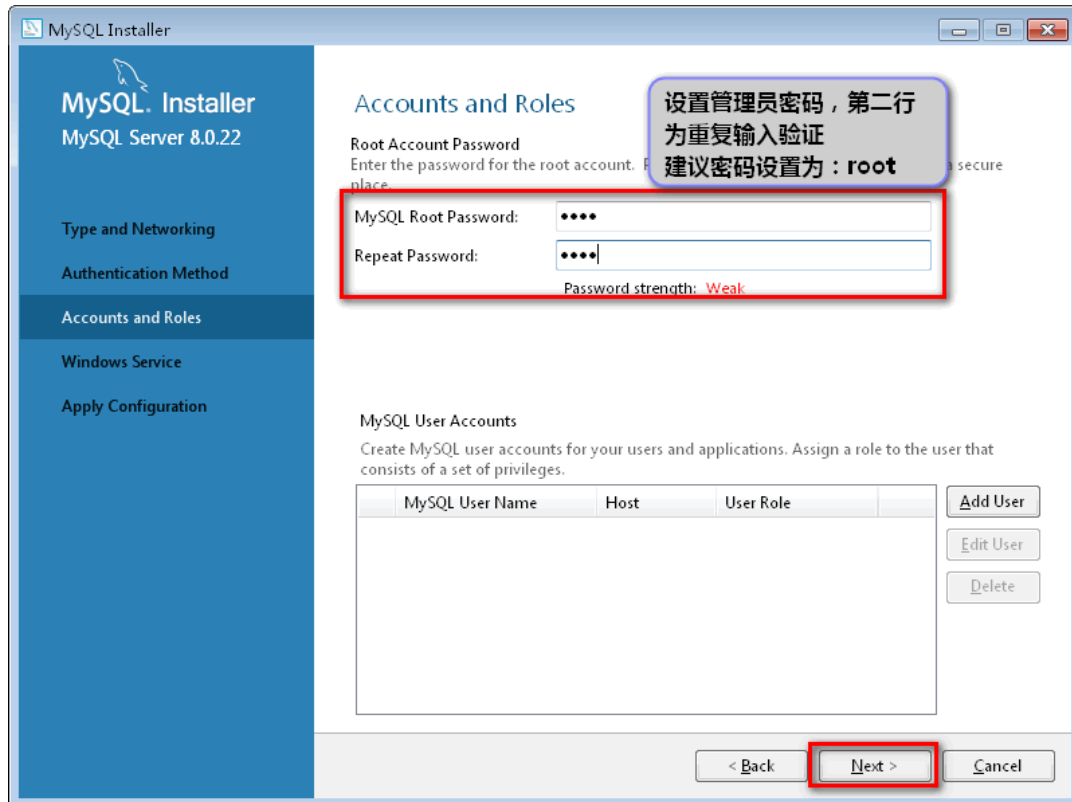 MySQL Installer
MySQL. Installer
MySQL Server 8.0.22
Type and Networking
Authentication Method
Accounts and Roles
Windows Service
Apply Configuration
Accounts and Roles
设置管理员密码，第二行
为重复输入验证
建议密码设置为：root
Root Account Password
Enter the password for the root account. a secure
place.
MySQL Root Password: ••••
Repeat Password: ••••
Password strength: Weak
MySQL User Accounts
Create MySQL user accounts for your users and applications. Assign a role to the user that
consists of a set of privileges.
MySQL User Name Host User Role
Add User
Edit User
Delete
< Back Next > Cancel